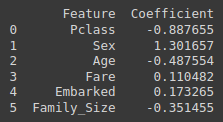 Feature Coefficient
0 Pclass -0.887655
1 Sex 1.301657
2 Age -0.487554
3 Fare 0.110482
4 Embarked 0.173265
5 Family_Size -0.351455